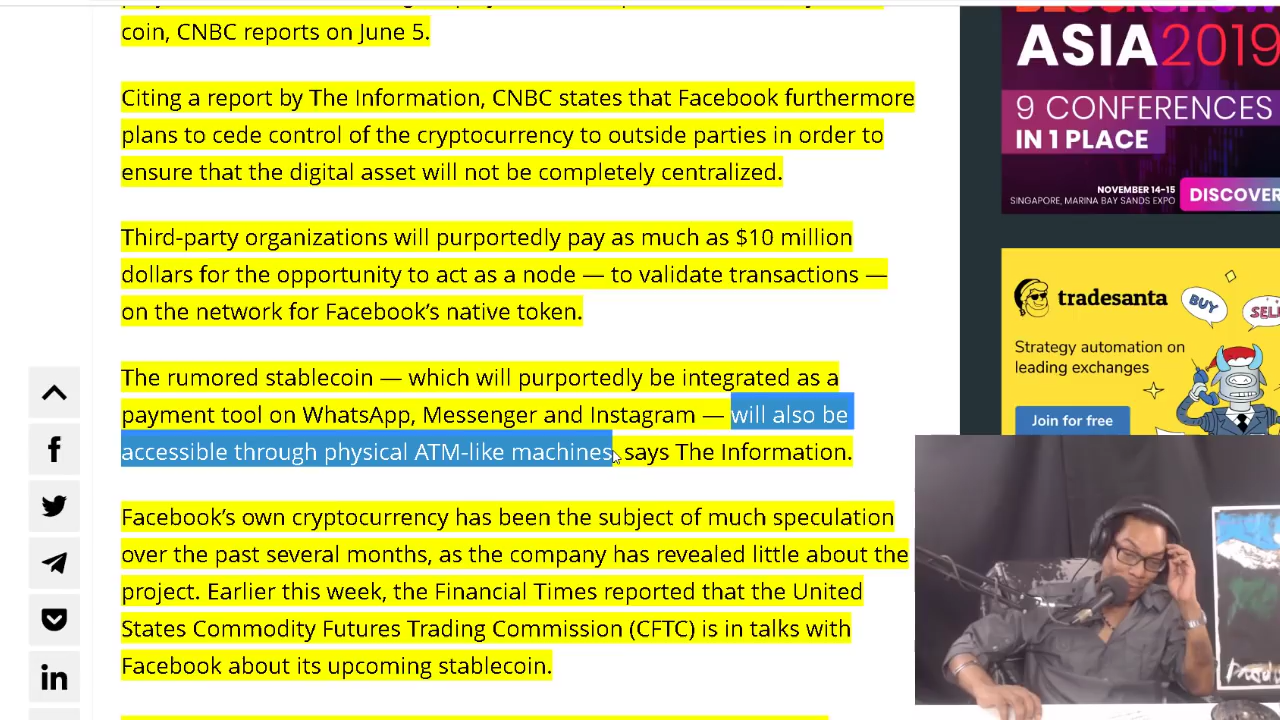 coin, CNBC reports on June 5.
Citing a report by The Information, CNBC states that Facebook furthermore
plans to cede control of the cryptocurrency to outside parties in order to
ensure that the digital asset will not be completely centralized.
Third-party organizations will purportedly pay as much as $10 million
dollars for the opportunity to act as a node — to validate transactions —
on the network for Facebook’s native token.
The rumored stablecoin — which will purportedly be integrated as a
payment tool on WhatsApp, Messenger and Instagram — will also be
accessible through physical ATM-like machines, says The Information.
Facebook’s own cryptocurrency has been the subject of much speculation
over the past several months, as the company has revealed little about the
project. Earlier this week, the Financial Times reported that the United
States Commodity Futures Trading Commission (CFTC) is in talks with
Facebook about its upcoming stablecoin.
f
in
ASIA 2019
9 CONFERENCES
IN 1 PLACE
NOVEMBER 14-15
SINGAPORE, MARINA BAY SANDS EXPO
DISCOVER
tradesanta
BUY
SELL
Strategy automation on
leading exchanges
Join for free